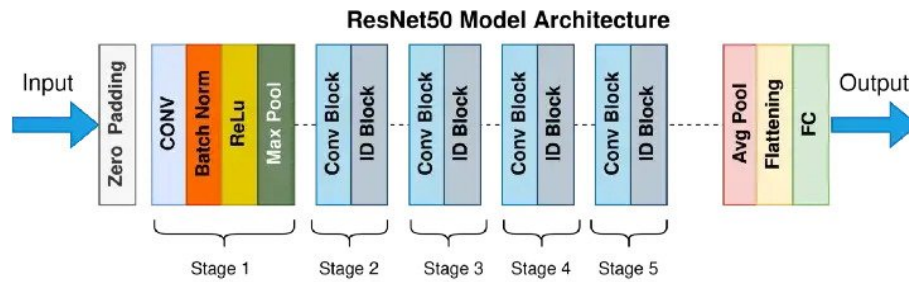 ResNet50 Model Architecture
Input
Zero Padding
CONV
Batch Norm
ReLu
Max Pool
Conv Block
ID Block
Conv Block
ID Block
Conv Block
ID Block
Conv Block
ID Block
Avg Pool
Flattening
FC
Output
Stage 1
Stage 2
Stage 3
Stage 4
Stage 5